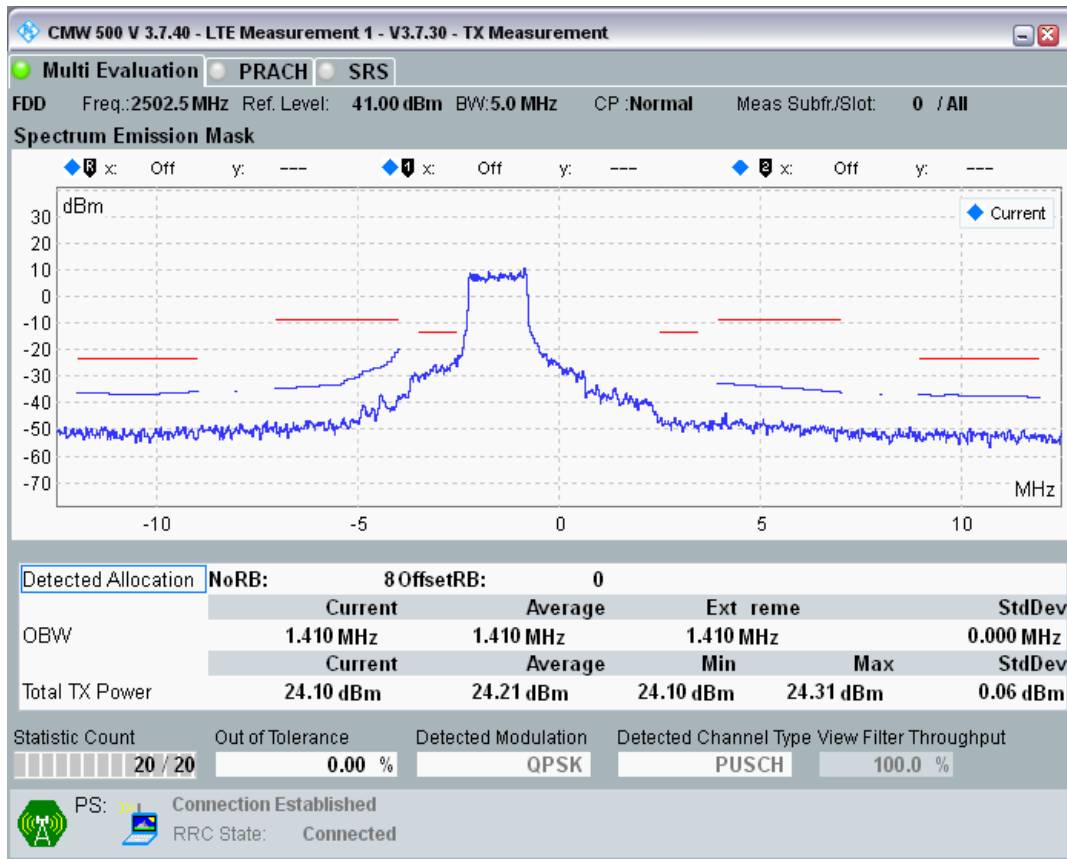 CMW 500 V 3.7.40 - LTE Measurement 1 - V3.7.30 - TX Measurement
Multi Evaluation PRACH SRS
FDD Freq.:2502.5 MHz Ref. Level: 41.00 dBm BW:5.0 MHz CP :Normal Meas Subfr./Slot: 0 / All
Spectrum Emission Mask
R x: Off y: --- 1 x: Off y: --- 2 x: Off y: ---
dBm
Current
30
20
10
0
-10
-20
-30
-40
-50
-60
-70
MHz
-10 -5 0 5 10
Detected Allocation NoRB: 8 OffsetRB: 0
Current Average Ext reme StdDev
OBW 1.410 MHz 1.410 MHz 1.410 MHz 0.000 MHz
Current Average Min Max StdDev
Total TX Power 24.10 dBm 24.21 dBm 24.10 dBm 24.31 dBm 0.06 dBm
Statistic Count Out of Tolerance Detected Modulation Detected Channel Type View Filter Throughput
20 / 20 0.00 % QPSK PUSCH 100.0 %
PS: Connection Established
RRC State: Connected